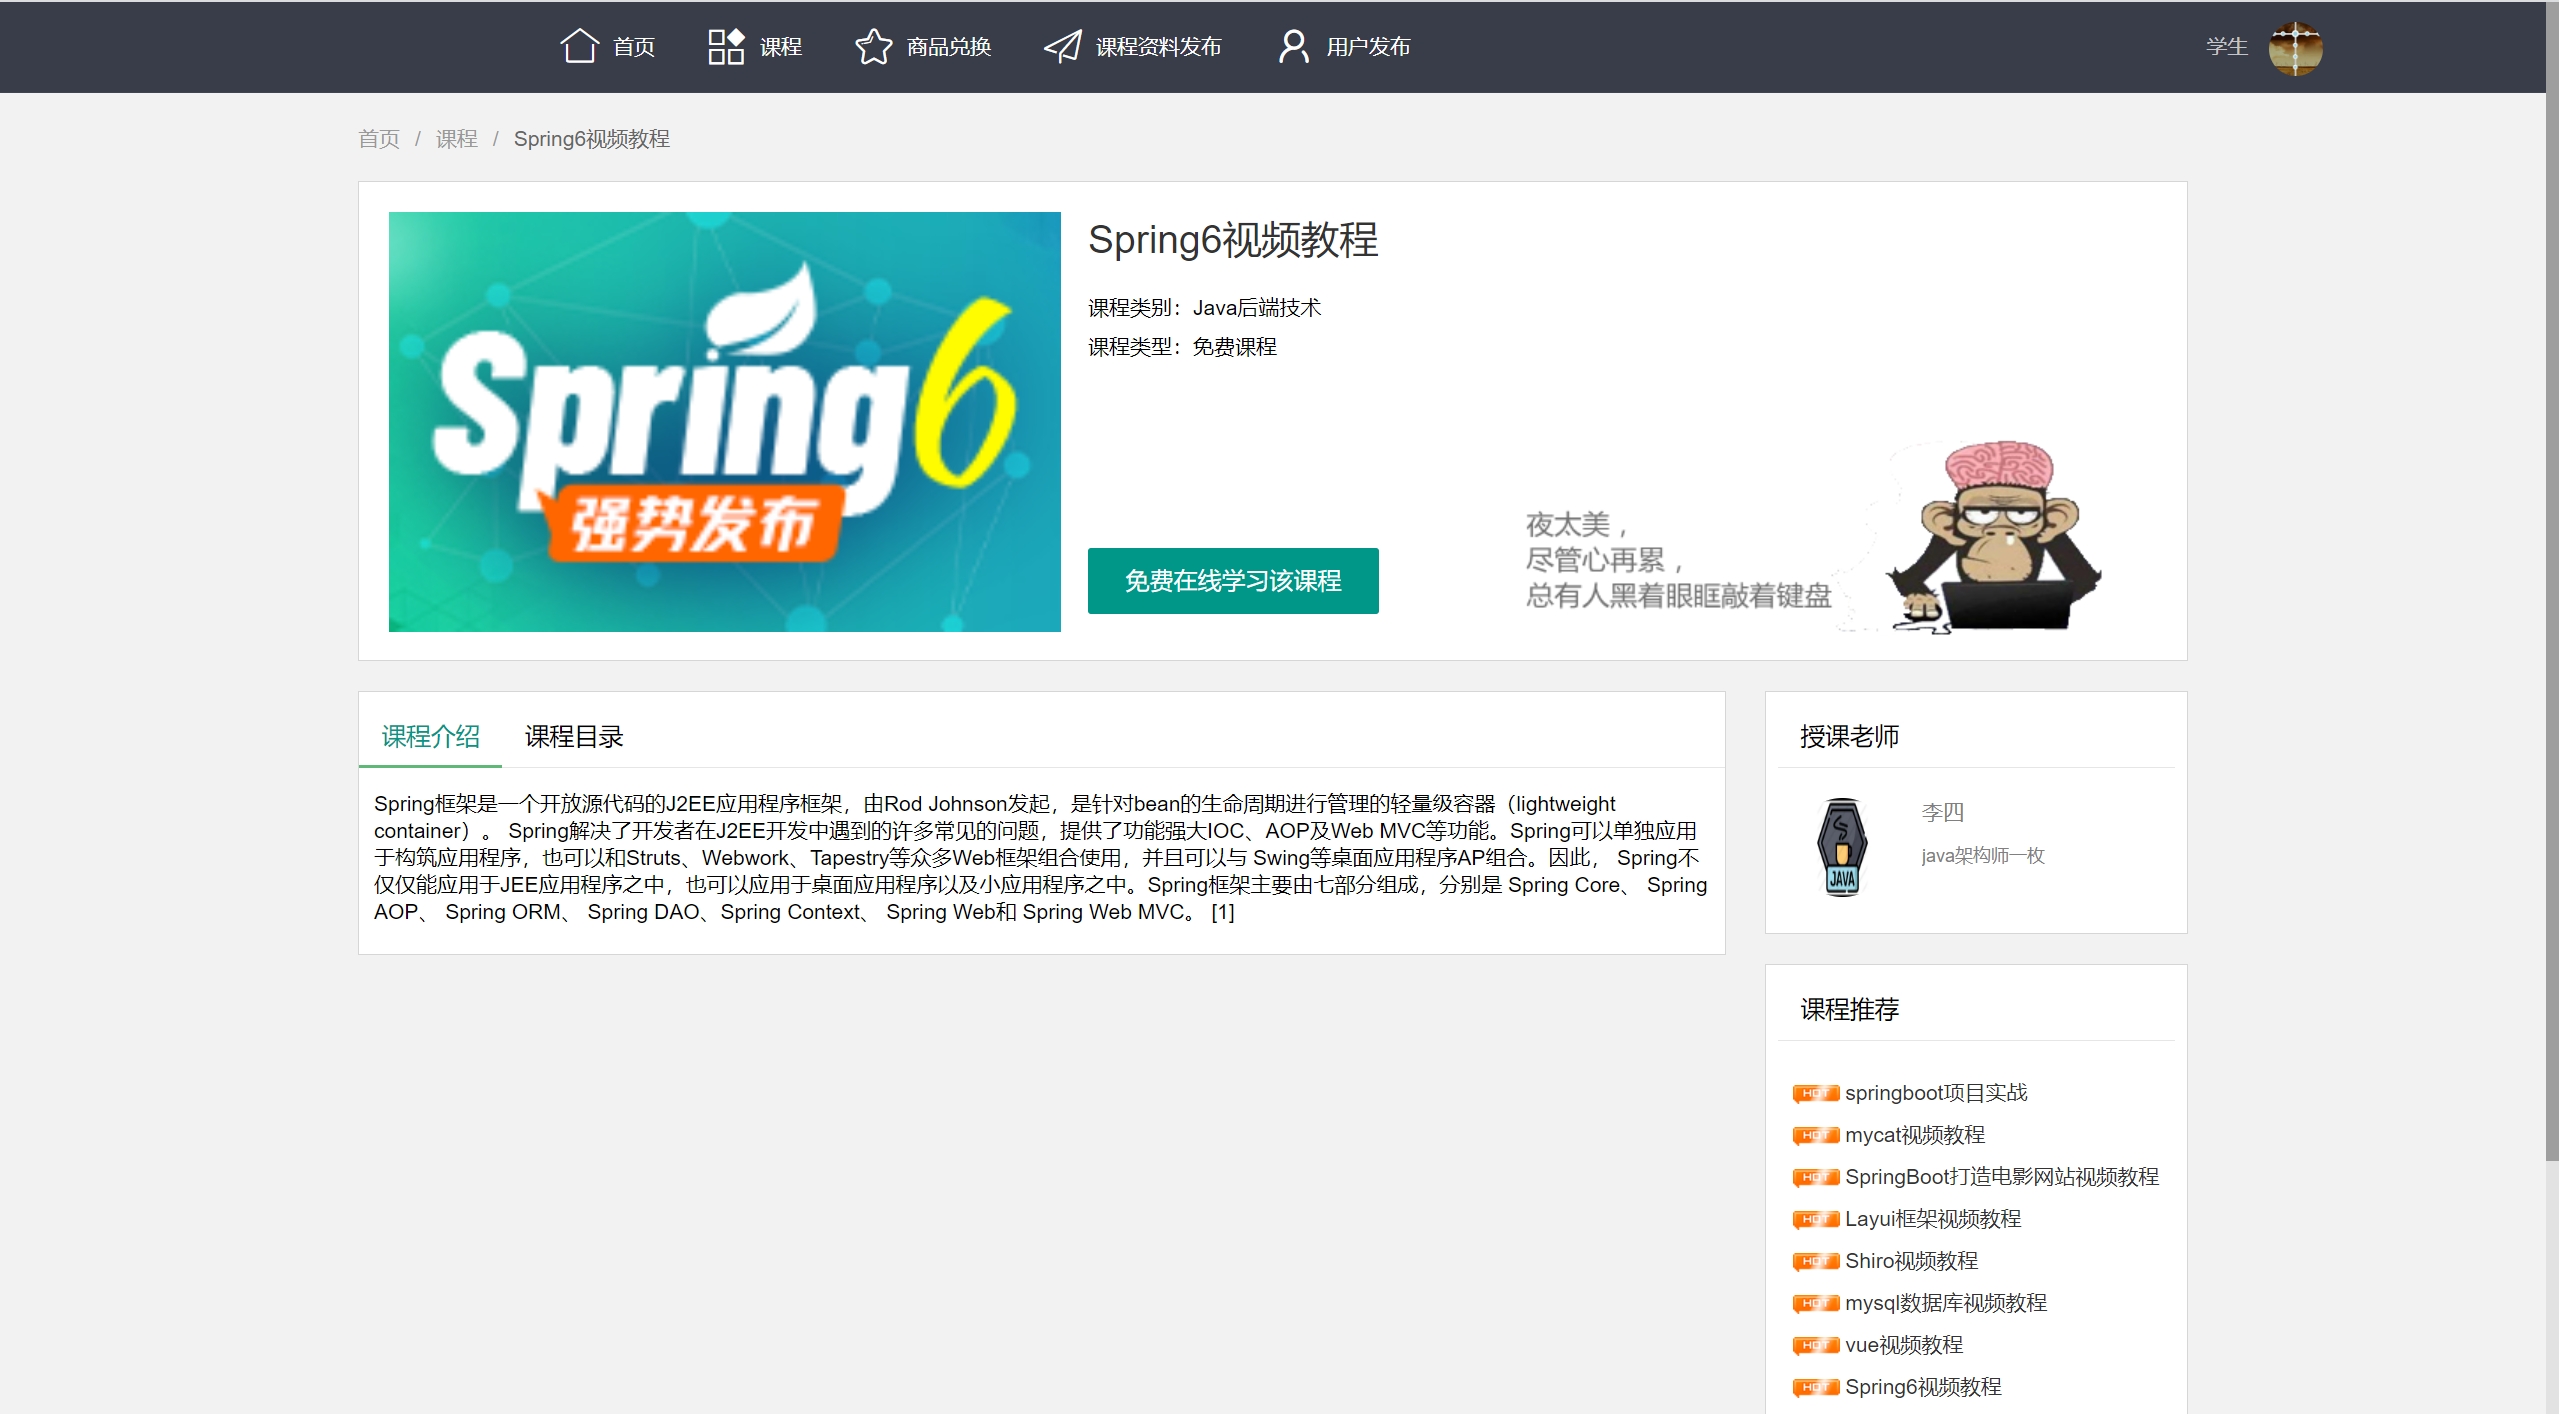 首页 课程 商品兑换 课程资料发布 用户发布 学生
首页 / 课程 / Spring6视频教程
Spring6
强势发布
Spring6视频教程
课程类别：Java后端技术
课程类型：免费课程
免费在线学习该课程
夜太美，
尽管心再累，
总有人黑着眼眶敲着键盘
课程介绍 课程目录
Spring框架是一个开放源代码的J2EE应用程序框架，由Rod Johnson发起，是针对bean的生命周期进行管理的轻量级容器（lightweight
container）。 Spring解决了开发者在J2EE开发中遇到的许多常见的问题，提供了功能强大IOC、AOP及Web MVC等功能。Spring可以单独应用
于构筑应用程序，也可以和Struts、Webwork、Tapestry等众多Web框架组合使用，并且可以与 Swing等桌面应用程序AP组合。因此， Spring不
仅仅能应用于JEE应用程序之中，也可以应用于桌面应用程序以及小应用程序之中。Spring框架主要由七部分组成，分别是 Spring Core、 Spring
AOP、 Spring ORM、 Spring DAO、Spring Context、 Spring Web和 Spring Web MVC。 [1]
授课老师
JAVA
李四
java架构师一枚
课程推荐
HOT springboot项目实战
HOT mycat视频教程
HOT SpringBoot打造电影网站视频教程
HOT Layui框架视频教程
HOT Shiro视频教程
HOT mysql数据库视频教程
HOT vue视频教程
HOT Spring6视频教程